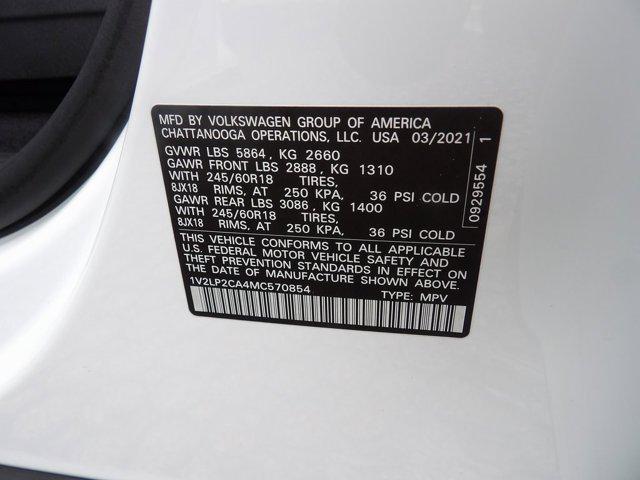 MFD BY VOLKSWAGEN GROUP OF AMERICA
CHATTANOOGA OPERATIONS, LLC. USA 03/2021
GVWR LBS 5864 , KG 2660
GAWR FRONT LBS 2888 , KG 1310
WITH 245/60R18 TIRES,
8JX18 RIMS, AT 250 KPA, 36 PSI COLD
GAWR REAR LBS 3086 , KG 1400
WITH 245/60R18 TIRES,
8JX18 RIMS, AT 250 KPA, 36 PSI COLD
THIS VEHICLE CONFORMS TO ALL APPLICABLE
U.S. FEDERAL MOTOR VEHICLE SAFETY AND
THEFT PREVENTION STANDARDS IN EFFECT ON
THE DATE OF MANUFACTURE SHOWN ABOVE.
1V2LP2CA4MC570854 TYPE: MPV
0929554 1